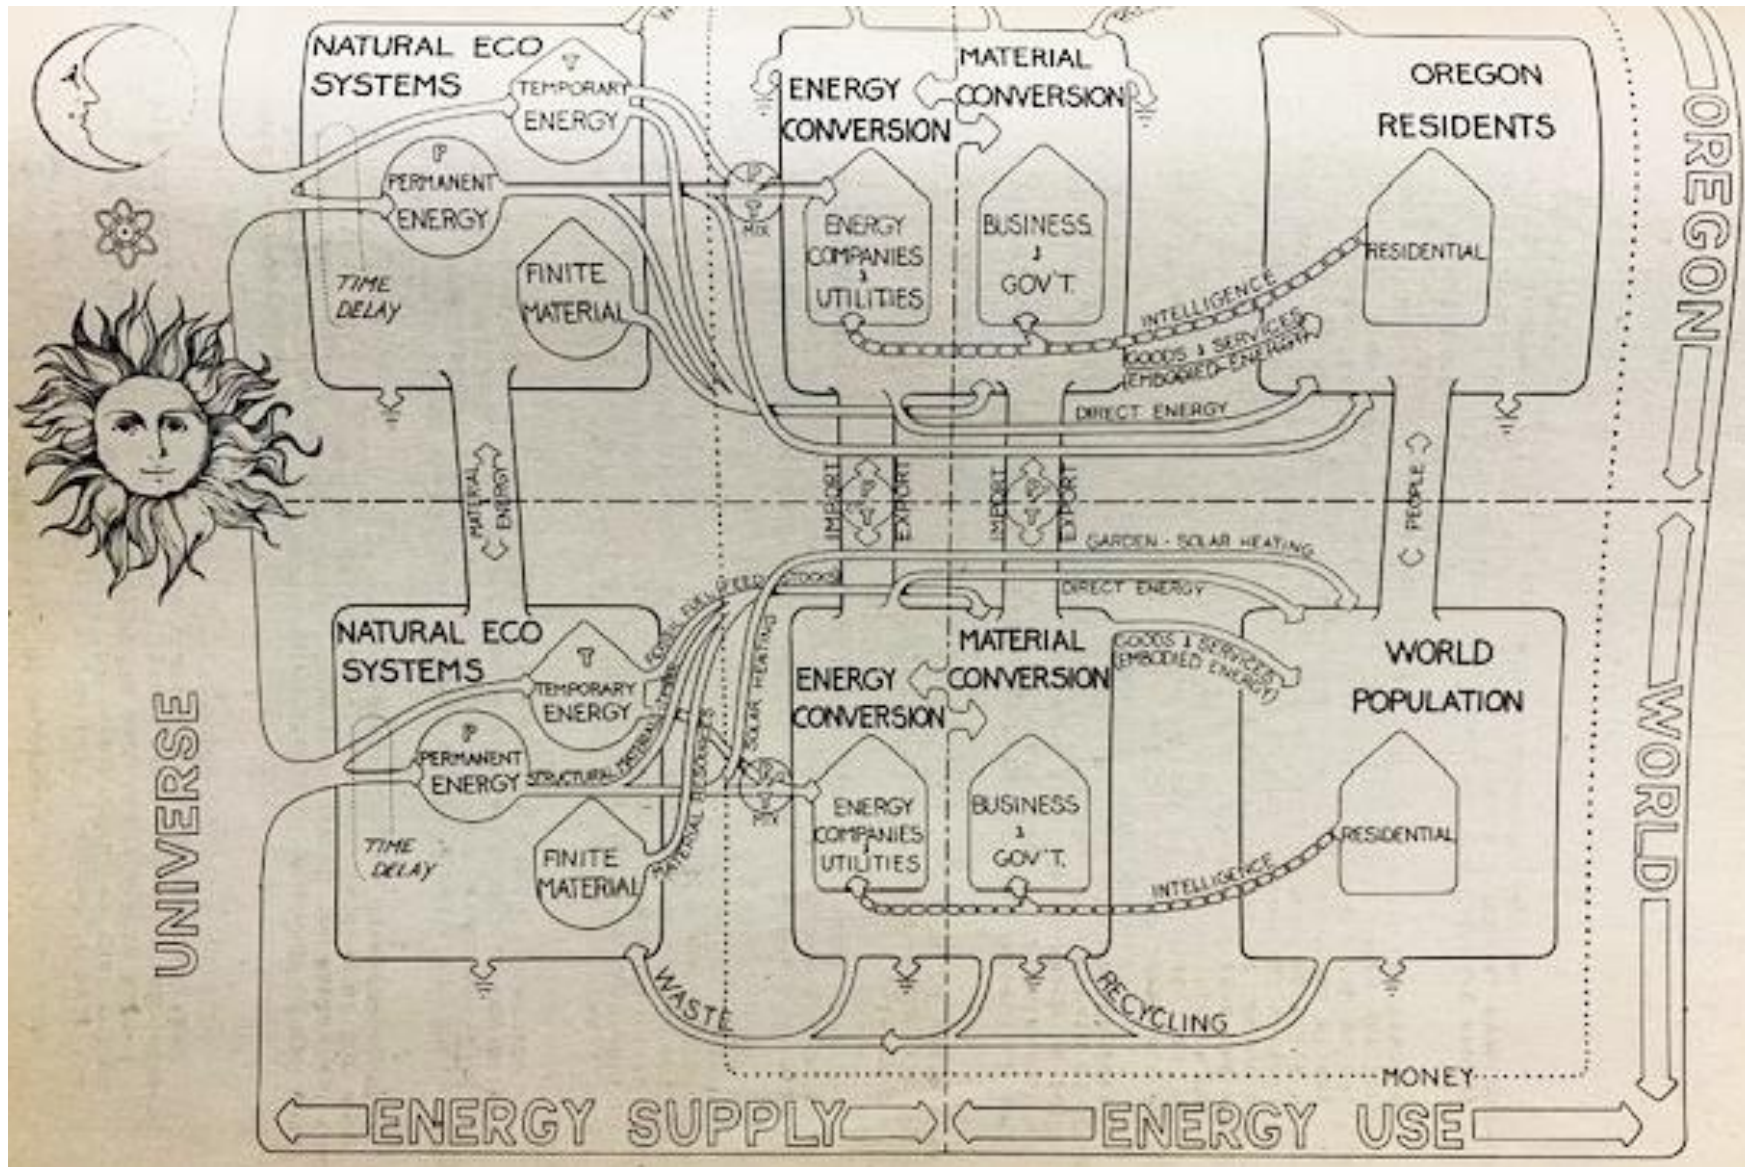 NATURAL ECO
SYSTEMS
T
TEMPORARY
ENERGY
P
PERMANENT
ENERGY
FINITE
MATERIAL
TIME
DELAY
MIX
ENERGY
CONVERSION
MATERIAL
CONVERSION
ENERGY
COMPANIES
&
UTILITIES
BUSINESS
&
GOV'T.
OREGON
RESIDENTS
RESIDENTIAL
INTELLIGENCE
GOODS & SERVICES
(EMBODIED ENERGY)
DIRECT ENERGY
OREGON
MATERIAL
ENERGY
IMPORT
EXPORT
IMPORT
EXPORT
PEOPLE
GARDEN - SOLAR HEATING
DIRECT ENERGY
FOOD, FUEL, FEED STOCKS
SOLAR HEATING
STRUCTURAL MATERIALS
MATERIAL RESOURCES
NATURAL ECO
SYSTEMS
T
TEMPORARY
ENERGY
P
PERMANENT
ENERGY
FINITE
MATERIAL
TIME
DELAY
MIX
ENERGY
CONVERSION
MATERIAL
CONVERSION
ENERGY
COMPANIES
&
UTILITIES
BUSINESS
&
GOV'T.
GOODS & SERVICES
(EMBODIED ENERGY)
WORLD
POPULATION
RESIDENTIAL
INTELLIGENCE
UNIVERSE
WORLD
WASTE
RECYCLING
MONEY
ENERGY SUPPLY
ENERGY USE